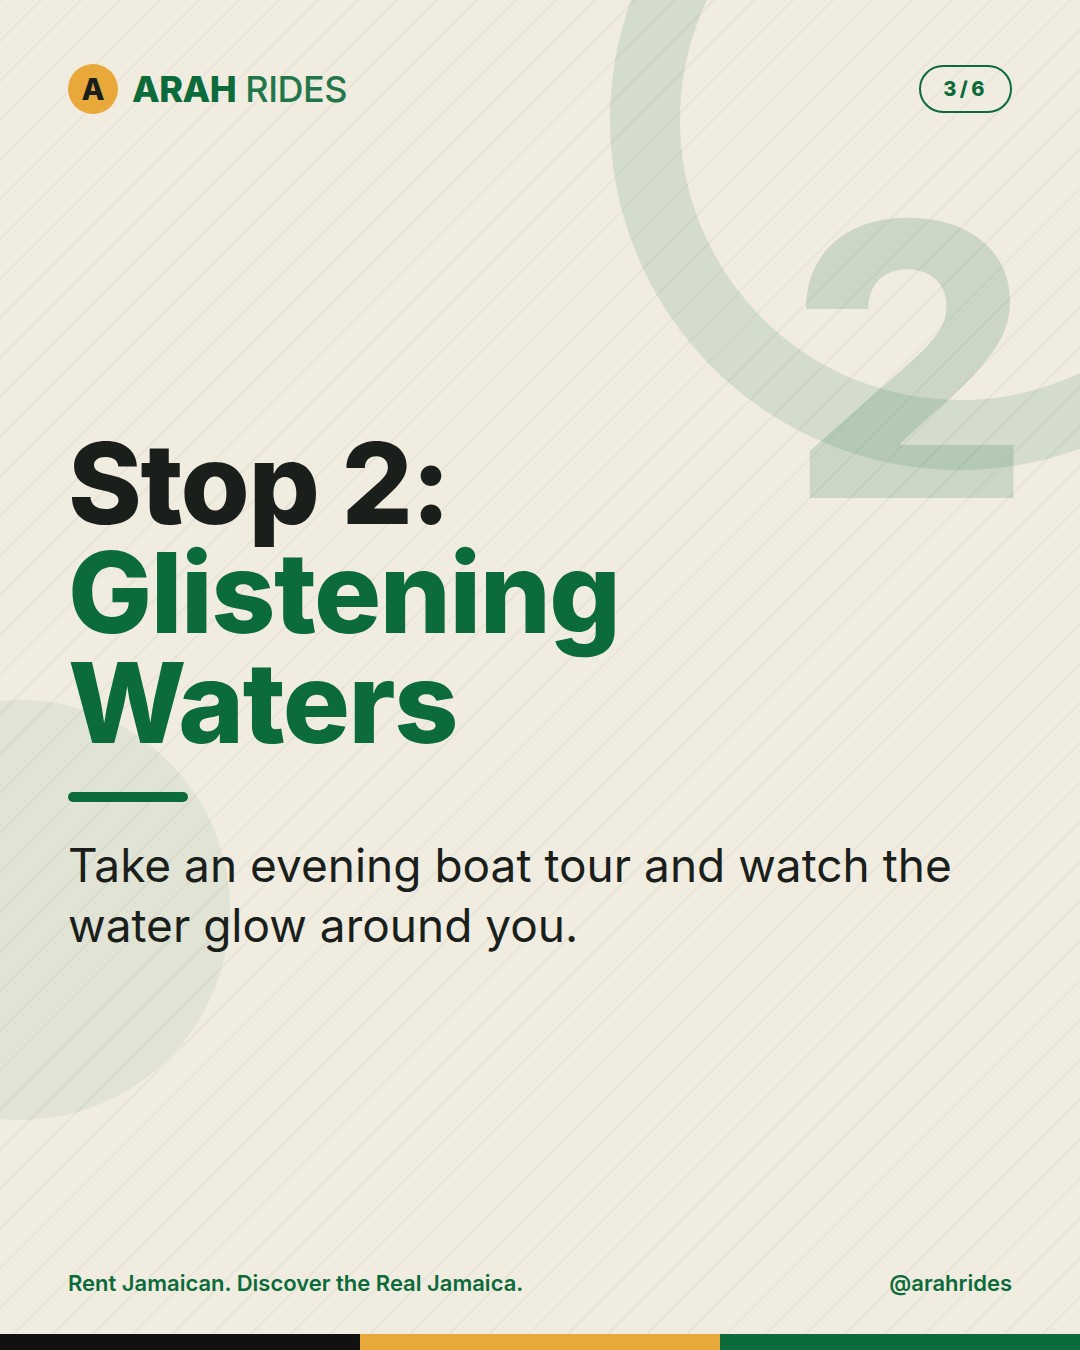 A ARAH RIDES
3/6
2
Stop 2:
Glistening
Waters
Take an evening boat tour and watch the
water glow around you.
Rent Jamaican. Discover the Real Jamaica.
@arahrides